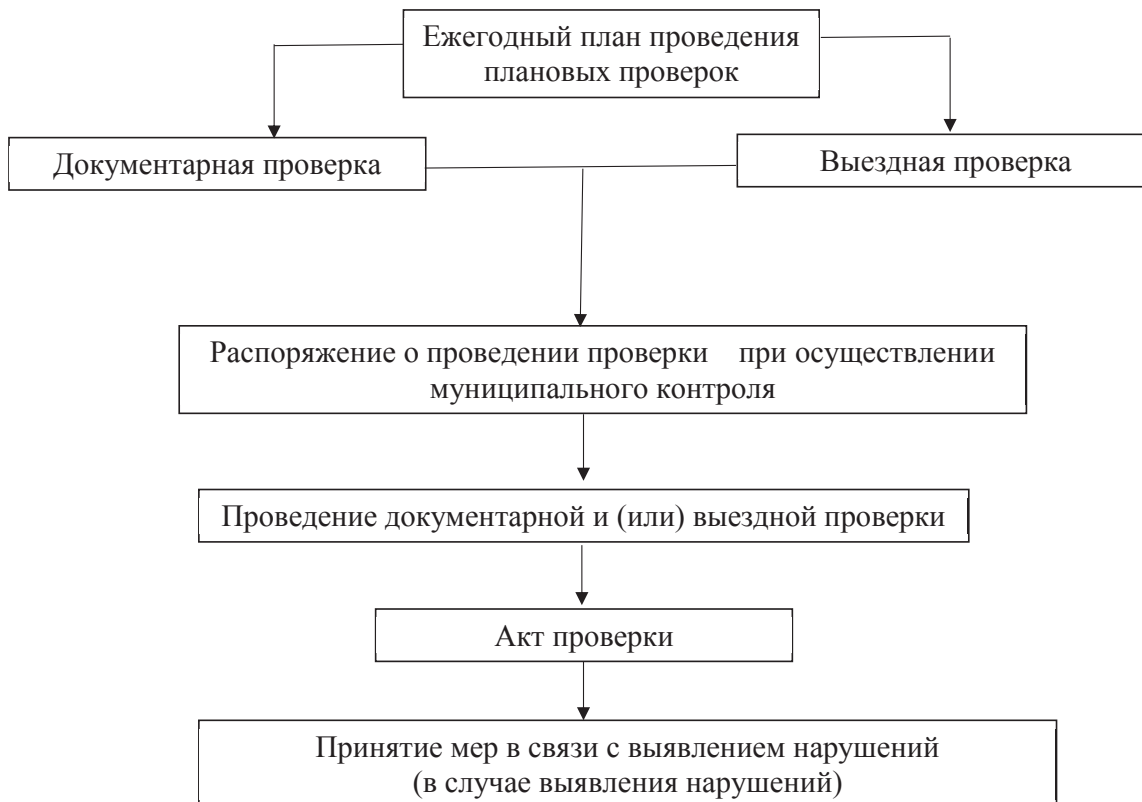 Ежегодный план проведения
плановых проверок
Документарная проверка
Выездная проверка
Распоряжение о проведении проверки при осуществлении
муниципального контроля
Проведение документарной и (или) выездной проверки
Акт проверки
Принятие мер в связи с выявлением нарушений
(в случае выявления нарушений)